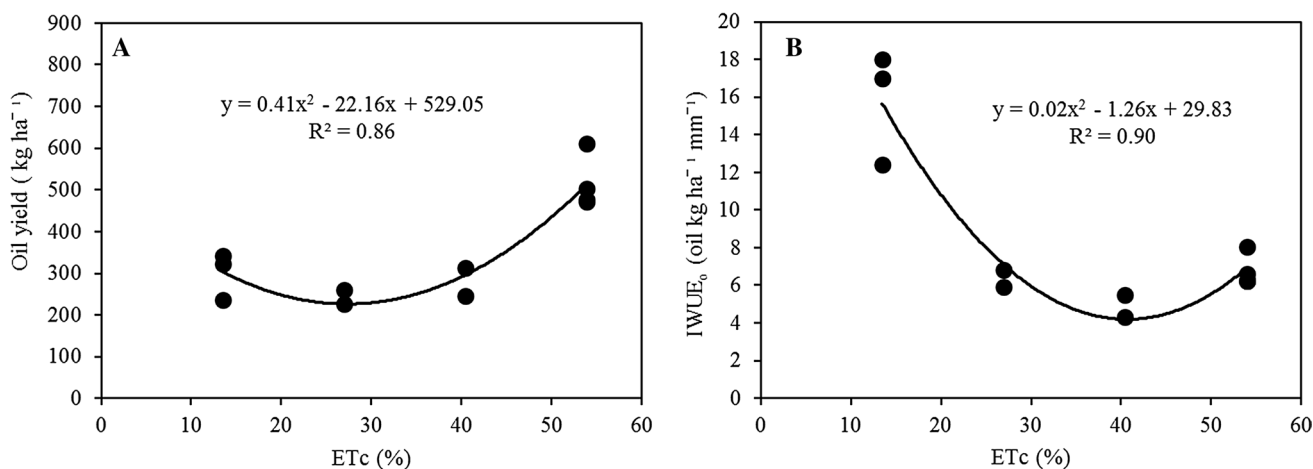 A
y = 0.41x² - 22.16x + 529.05
R² = 0.86
Oil yield ( kg ha⁻¹)
900
800
700
600
500
400
300
200
100
0
0 10 20 30 40 50 60
ETc (%)
B
y = 0.02x² - 1.26x + 29.83
R² = 0.90
IWUEₒ (oil kg ha⁻¹ mm⁻¹)
20
18
16
14
12
10
8
6
4
2
0
0 10 20 30 40 50 60
ETc (%)